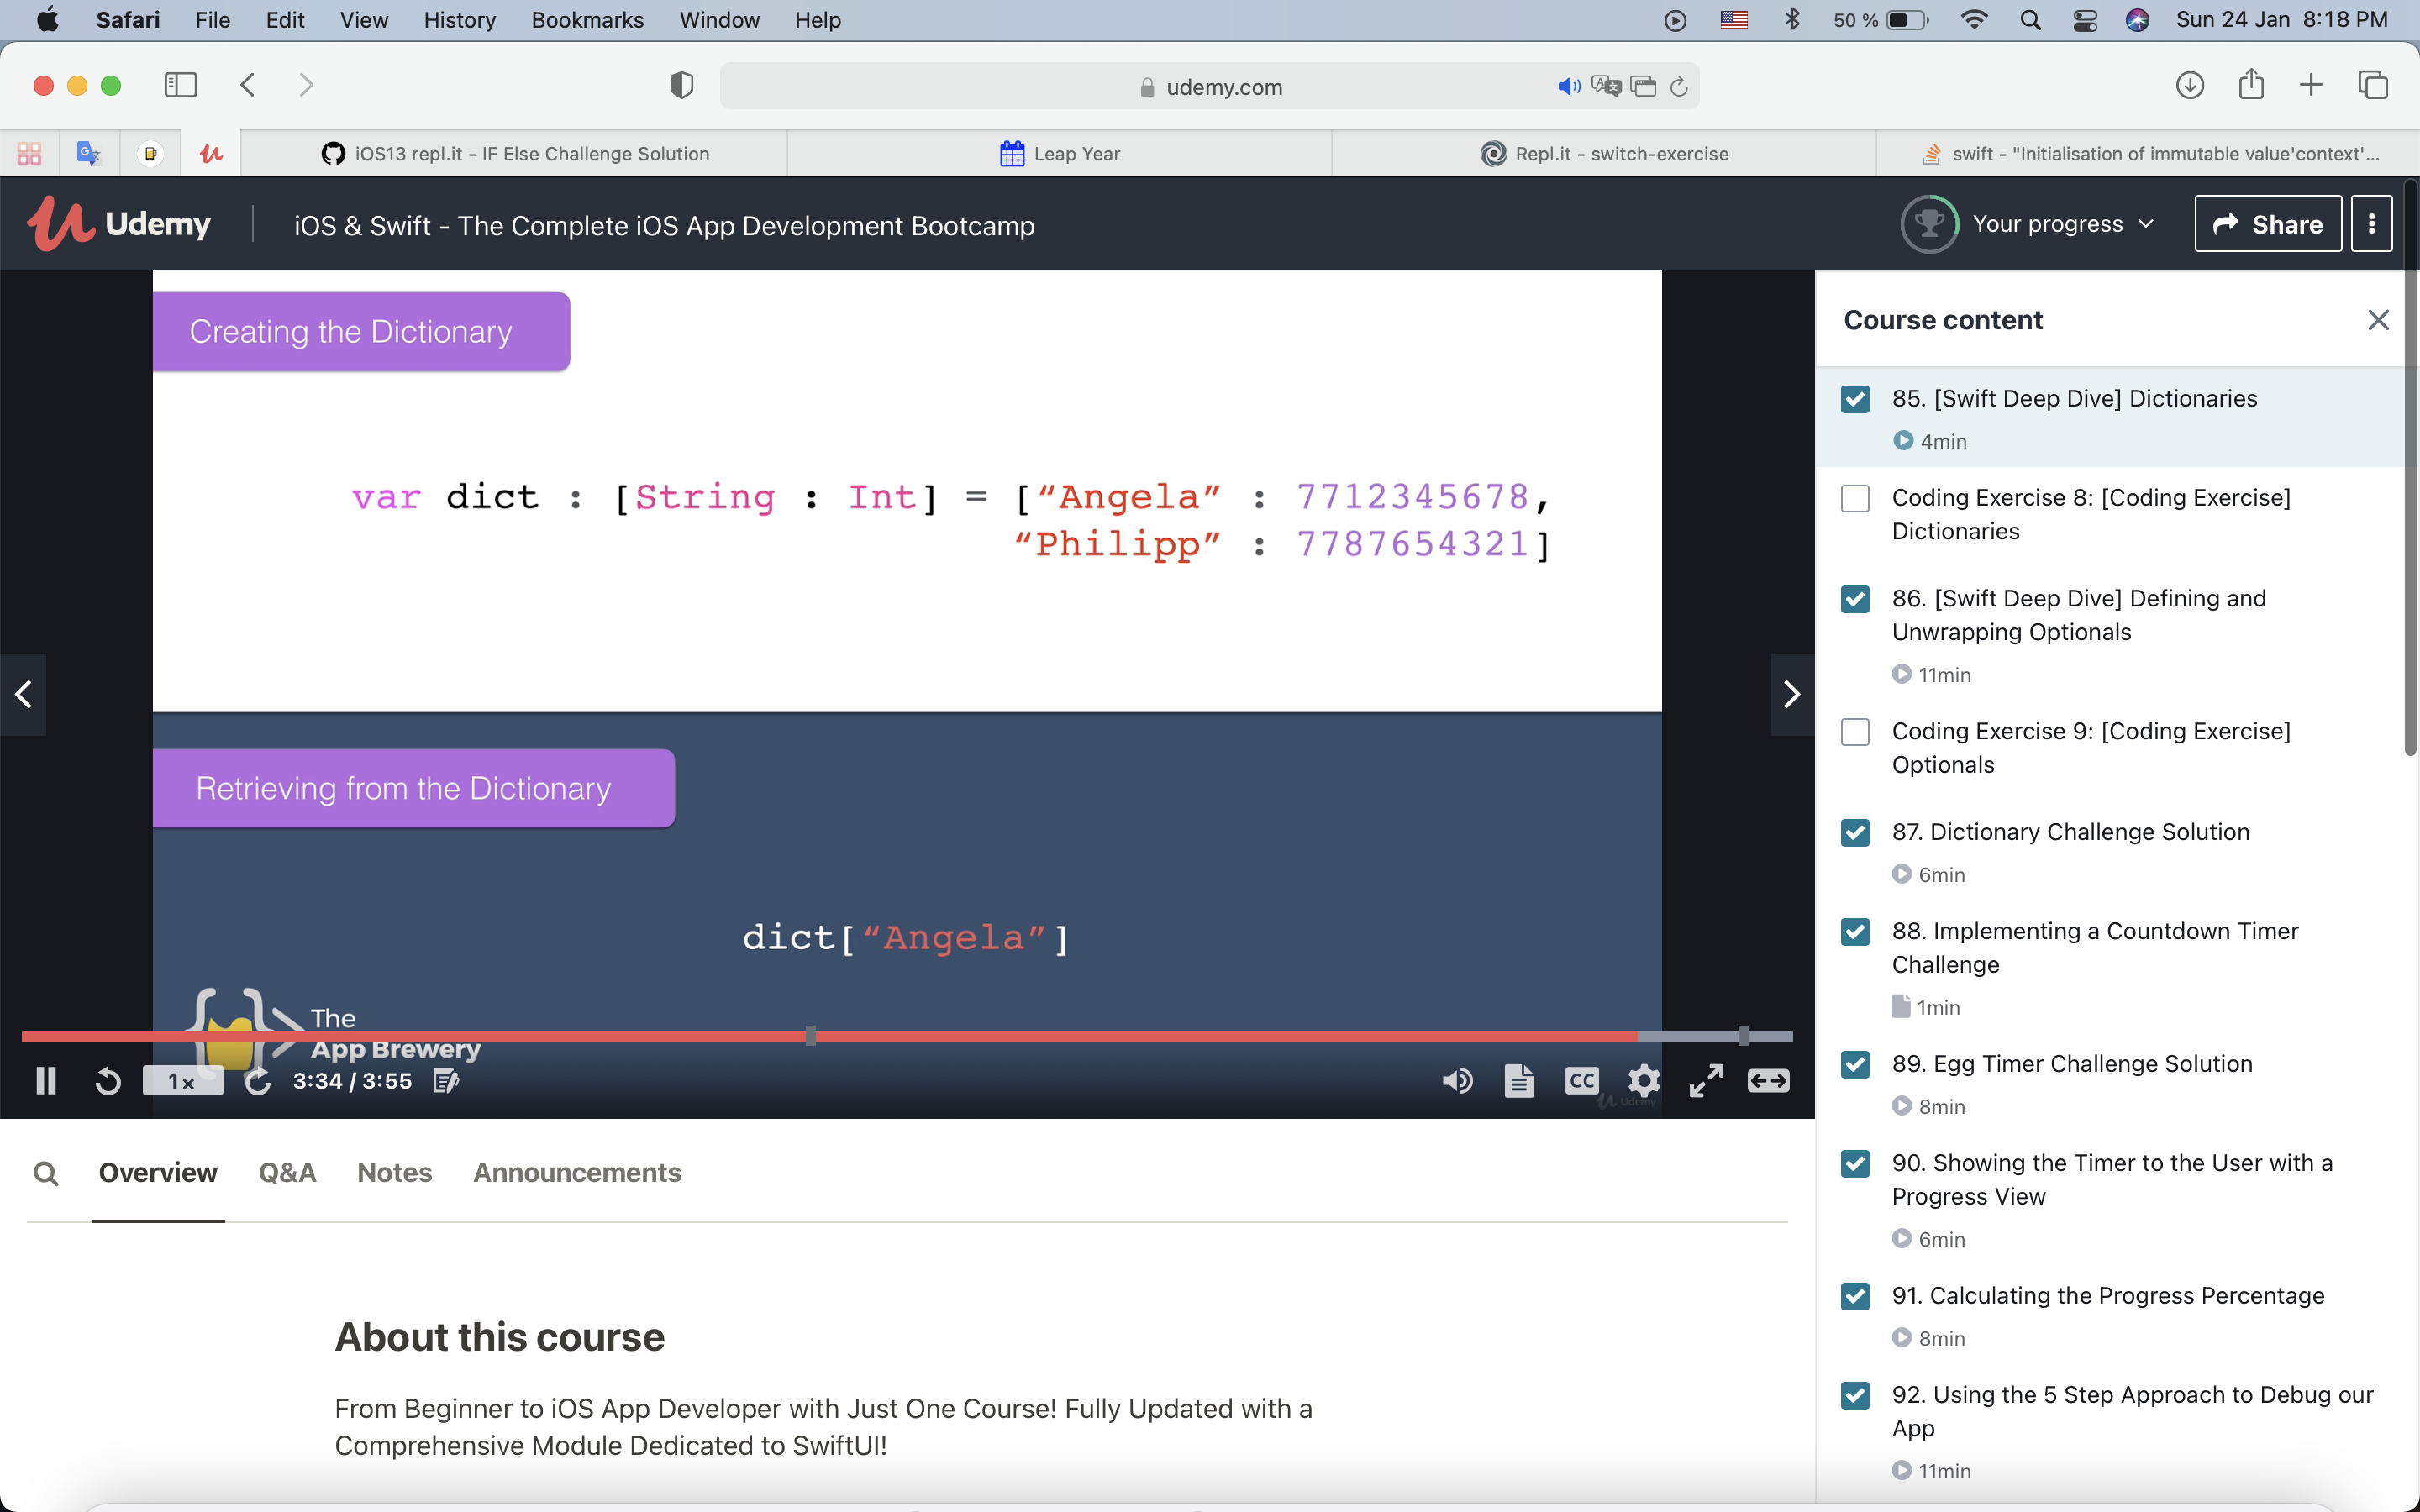 Safari File Edit View History Bookmarks Window Help 50 % Sun 24 Jan 8:18 PM
udemy.com
iOS13 repl.it - IF Else Challenge Solution
Leap Year
Repl.it - switch-exercise
swift - "Initialisation of immutable value'context'...
Udemy
iOS & Swift - The Complete iOS App Development Bootcamp
Your progress
Share
Creating the Dictionary
var dict : [String : Int] = [“Angela” : 7712345678,
“Philipp” : 7787654321]
Retrieving from the Dictionary
dict[“Angela”]
The
App Brewery
1x
3:34 / 3:55
CC
Udemy
Overview Q&A Notes Announcements
About this course
From Beginner to iOS App Developer with Just One Course! Fully Updated with a
Comprehensive Module Dedicated to SwiftUI!
Course content
85. [Swift Deep Dive] Dictionaries
4min
Coding Exercise 8: [Coding Exercise]
Dictionaries
86. [Swift Deep Dive] Defining and
Unwrapping Optionals
11min
Coding Exercise 9: [Coding Exercise]
Optionals
87. Dictionary Challenge Solution
6min
88. Implementing a Countdown Timer
Challenge
1min
89. Egg Timer Challenge Solution
8min
90. Showing the Timer to the User with a
Progress View
6min
91. Calculating the Progress Percentage
8min
92. Using the 5 Step Approach to Debug our
App
11min